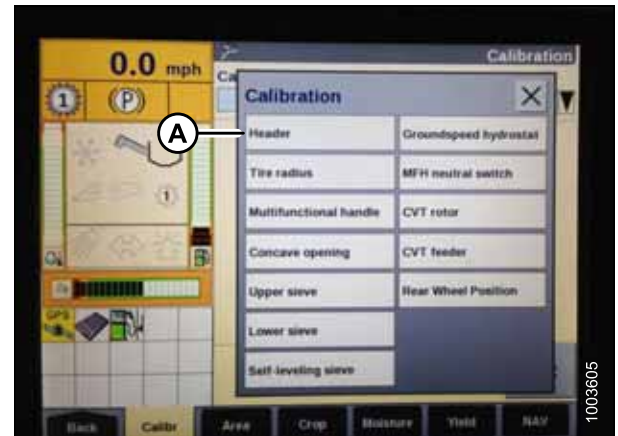 0.0 mph
Calibration
Ca
1
(P)
Calibration
X
A
Header
Groundspeed hydrostat
Tire radius
MFH neutral switch
1
Multifunctional handle
CVT rotor
Concave opening
CVT feeder
Upper sieve
Rear Wheel Position
Lower sieve
GPS
Self-leveling sieve
Back
Calibr
Area
Crop
Moisture
Yield
NAV
1003605